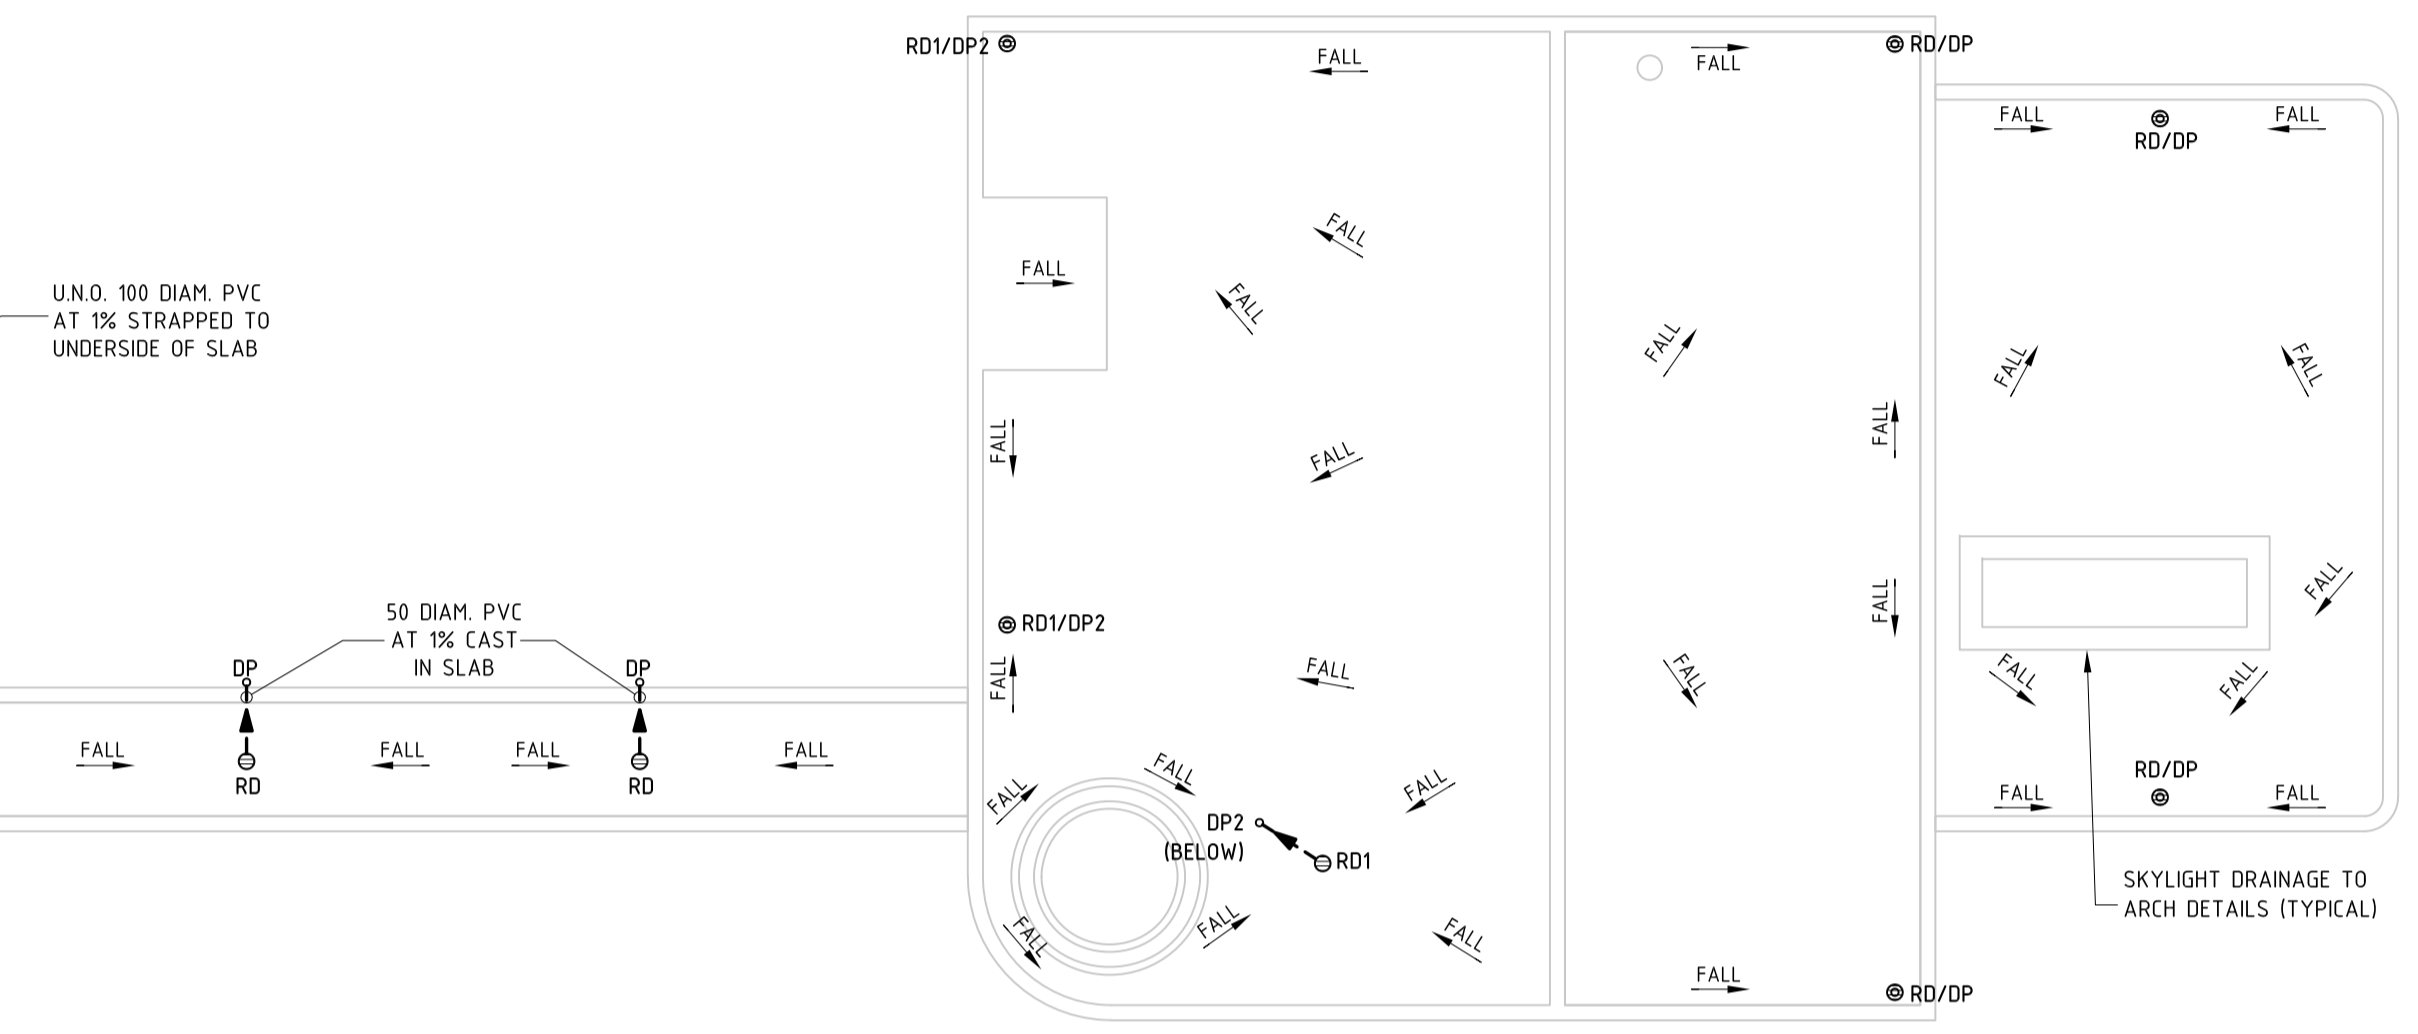 RD1/DP2
FALL
FALL
RD/DP
FALL
RD/DP
FALL
FALL
FALL
FALL
U.N.O. 100 DIAM. PVC
AT 1% STRAPPED TO
UNDERSIDE OF SLAB
FALL
FALL
FALL
FALL
FALL
FALL
FALL
50 DIAM. PVC
AT 1% CAST
IN SLAB
DP
DP
RD1/DP2
FALL
FALL
FALL
FALL
FALL
FALL
FALL
FALL
FALL
FALL
FALL
RD
RD
FALL
FALL
FALL
DP2
(BELOW)
RD1
FALL
RD/DP
FALL
FALL
SKYLIGHT DRAINAGE TO
ARCH DETAILS (TYPICAL)
FALL
FALL
FALL
FALL
RD/DP